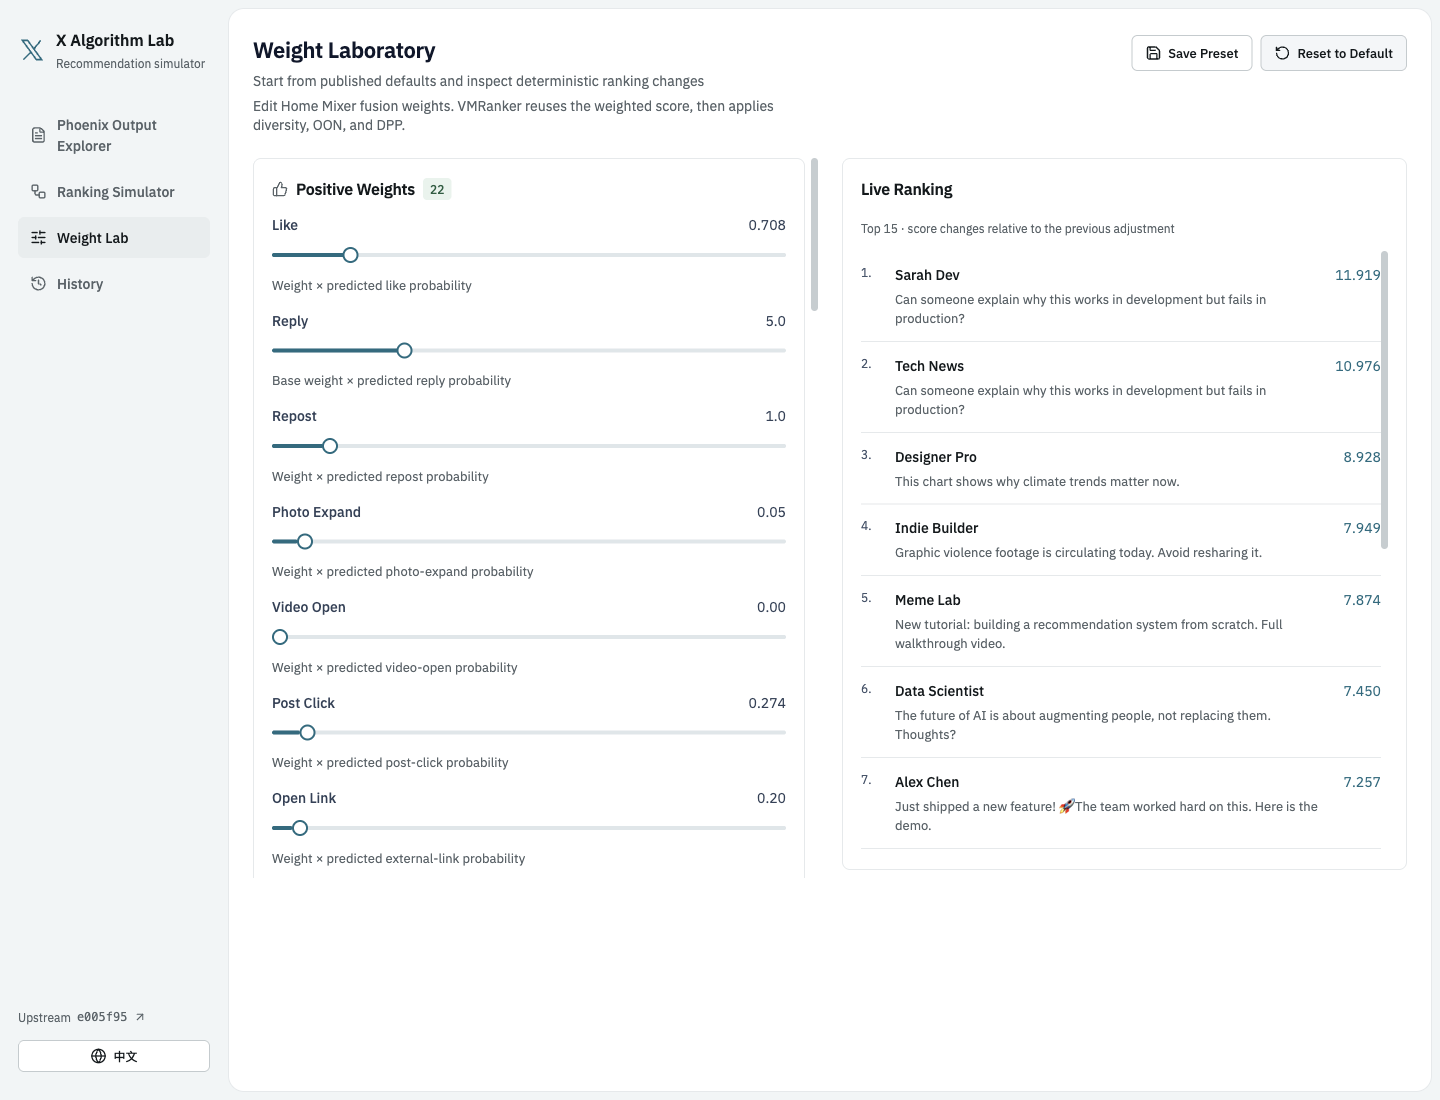 X Algorithm Lab
Recommendation simulator
Phoenix Output
Explorer
Ranking Simulator
Weight Lab
History
Upstream e005f95
中文
Weight Laboratory
Start from published defaults and inspect deterministic ranking changes
Edit Home Mixer fusion weights. VMRanker reuses the weighted score, then applies
diversity, OON, and DPP.
Save Preset
Reset to Default
Positive Weights 22
Like 0.708
Weight × predicted like probability
Reply 5.0
Base weight × predicted reply probability
Repost 1.0
Weight × predicted repost probability
Photo Expand 0.05
Weight × predicted photo-expand probability
Video Open 0.00
Weight × predicted video-open probability
Post Click 0.274
Weight × predicted post-click probability
Open Link 0.20
Weight × predicted external-link probability
Live Ranking
Top 15 · score changes relative to the previous adjustment
1. Sarah Dev 11.919
Can someone explain why this works in development but fails in
production?
2. Tech News 10.976
Can someone explain why this works in development but fails in
production?
3. Designer Pro 8.928
This chart shows why climate trends matter now.
4. Indie Builder 7.949
Graphic violence footage is circulating today. Avoid resharing it.
5. Meme Lab 7.874
New tutorial: building a recommendation system from scratch. Full
walkthrough video.
6. Data Scientist 7.450
The future of AI is about augmenting people, not replacing them.
Thoughts?
7. Alex Chen 7.257
Just shipped a new feature! 🚀The team worked hard on this. Here is the
demo.